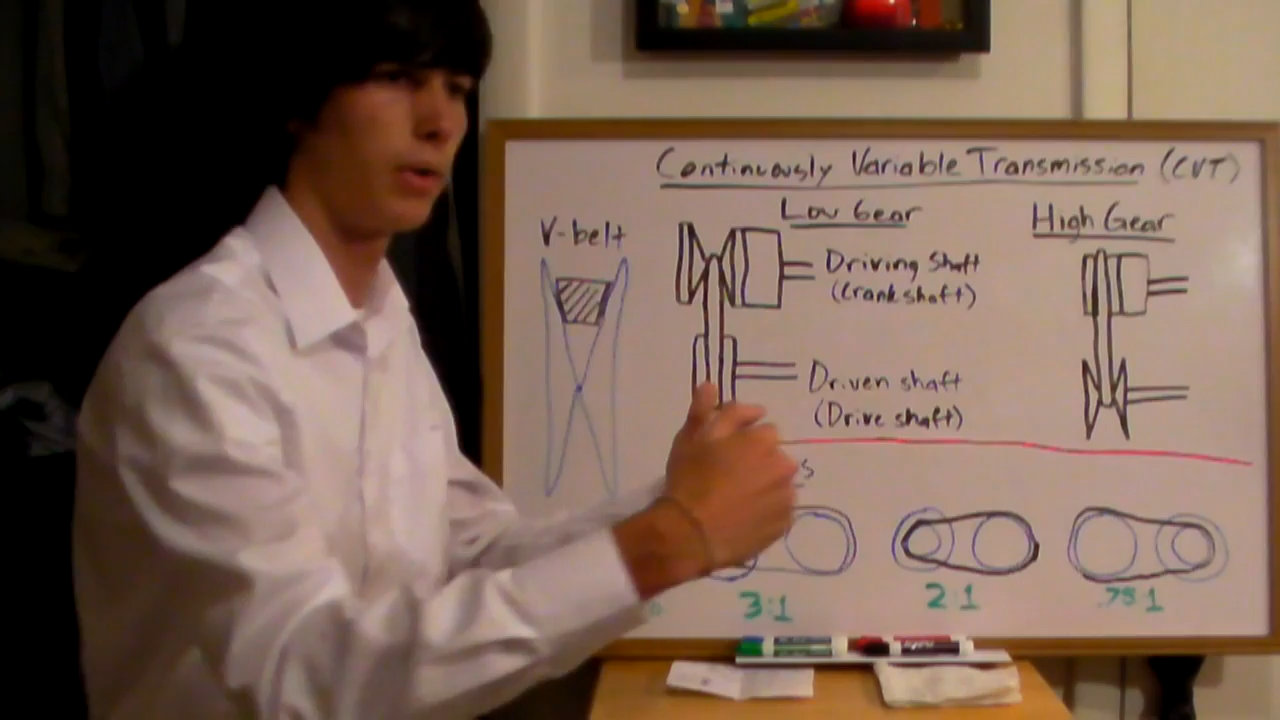 Continuously Variable Transmission (CVT)
Low Gear
High Gear
V-belt
Driving Shaft
(Crankshaft)
Driven shaft
(Drive shaft)
3:1
2:1
.75:1